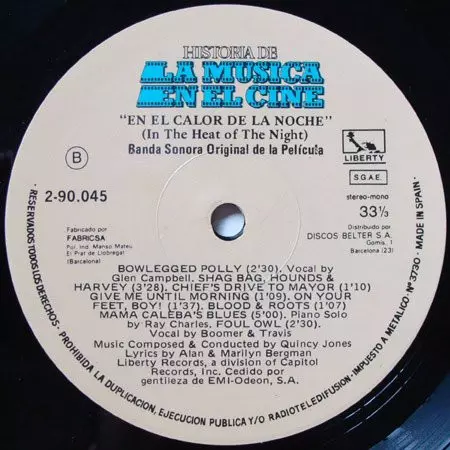 HISTORIA DE
LA MUSICA
EN EL CINE
"EN EL CALOR DE LA NOCHE"
(In The Heat of The Night)
Banda Sonora Original de la Película
LIBERTY
S.G.A.E.
B
2-90.045
stereo-mono
33⅓
Fabricado por
FABRICSA
Pol. Ind. Manso Mateu
El Prat de Llobregat
(Barcelona)
Distribuido por
DISCOS BELTER S.A.
Gomis, 1
Barcelona (23)
BOWLEGGED POLLY (2'30), Vocal by
Glen Campbell, SHAG BAG, HOUNDS &
HARVEY (3'28), CHIEF'S DRIVE TO MAYOR (1'10)
GIVE ME UNTIL MORNING (1'09), ON YOUR
FEET, BOY! (1'37), BLOOD & ROOTS (1'07)
MAMA CALEBA'S BLUES (5'00), Piano Solo
by Ray Charles, FOUL OWL (2'30).
Vocal by Boomer & Travis
Music Composed & Conducted by Quincy Jones
Lyrics by Alan & Marilyn Bergman
Liberty Records, a division of Capitol
Records, Inc. Cedido por
gentileza de EMI-Odeon, S.A.
RESERVADOS TODOS LOS DERECHOS · PROHIBIDA LA DUPLICACION, EJECUCION PUBLICA Y/O RADIOTELEDIFUSION · IMPUESTO A METALICO · Nº 3730 - MADE IN SPAIN ·